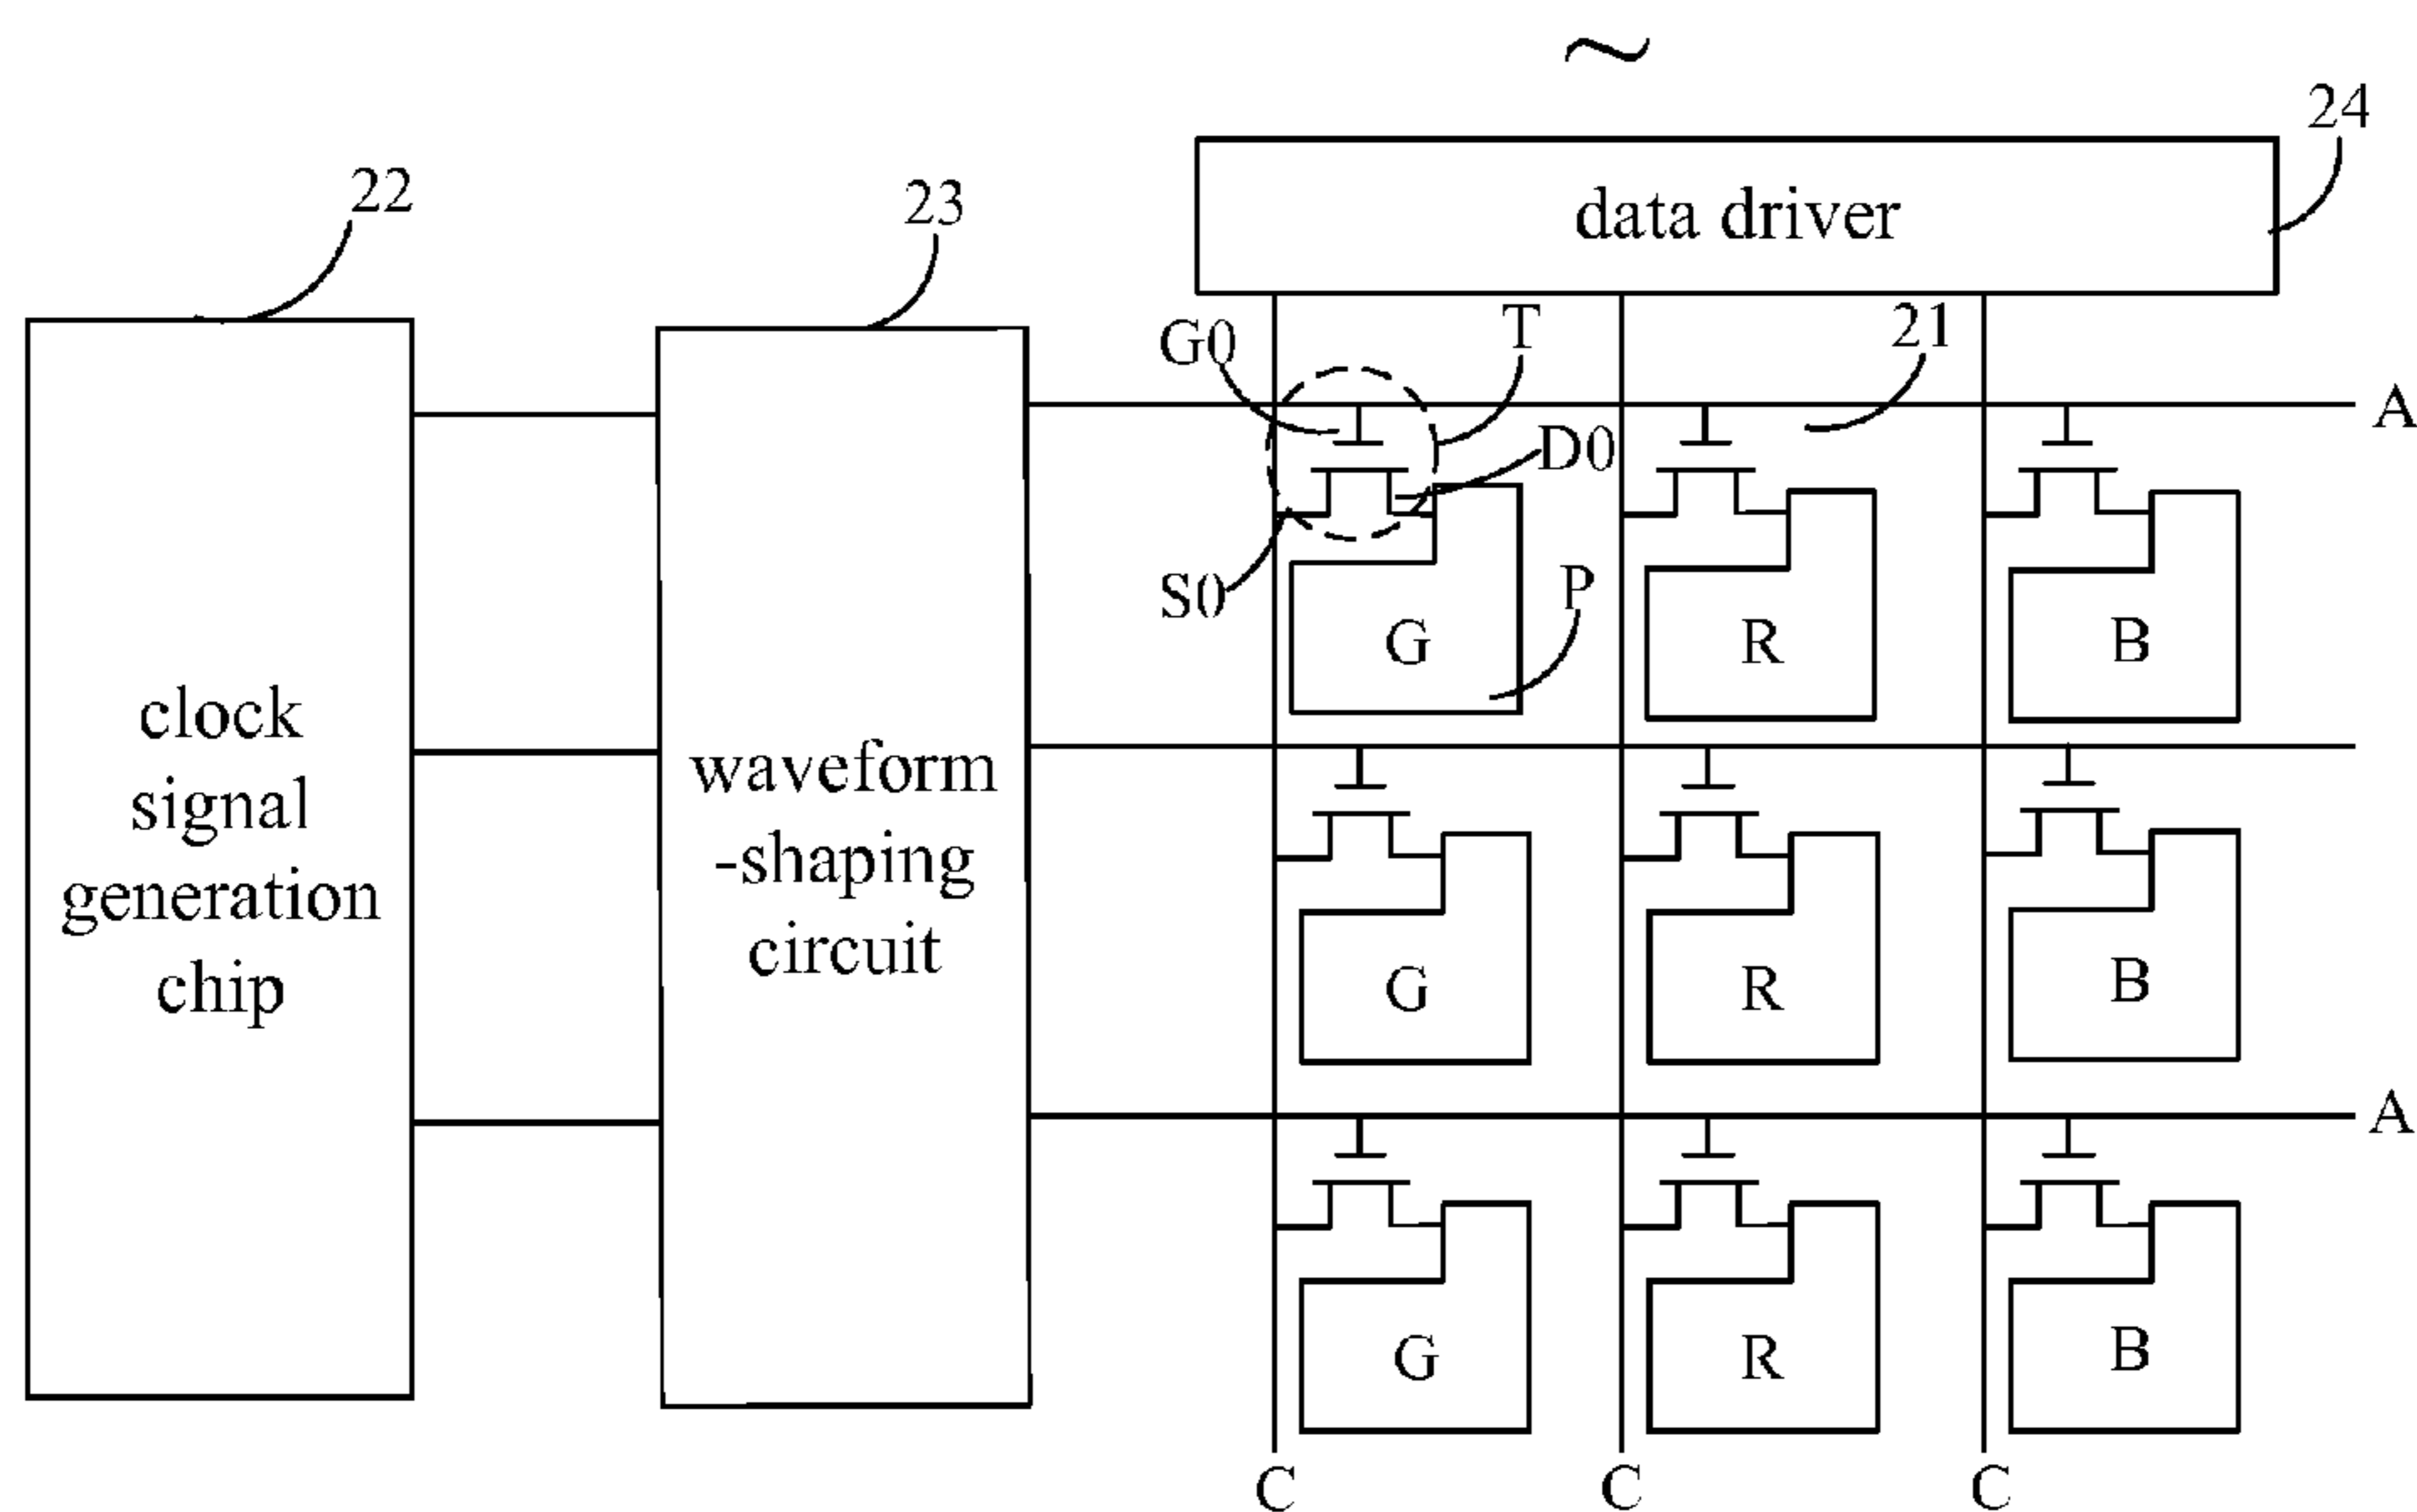 24
22
23
data driver
G0
T
21
A
D0
S0
P
G
R
B
clock
signal
generation
chip
waveform
-shaping
circuit
G
R
B
A
G
R
B
C
C
C